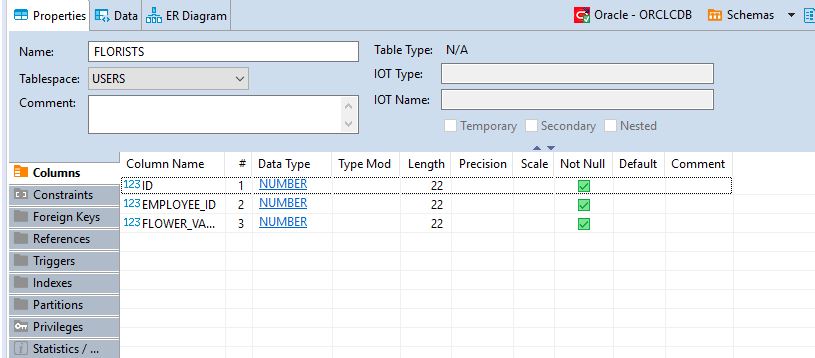 Properties Data ER Diagram Oracle - ORCLCDB Schemas
Name: FLORISTS Table Type: N/A
Tablespace: USERS IOT Type:
Comment: IOT Name:
Temporary Secondary Nested
Columns Column Name # Data Type Type Mod Length Precision Scale Not Null Default Comment
Constraints 123 ID 1 NUMBER 22
Foreign Keys 123 EMPLOYEE_ID 2 NUMBER 22
References 123 FLOWER_VA... 3 NUMBER 22
Triggers
Indexes
Partitions
Privileges
Statistics / ...